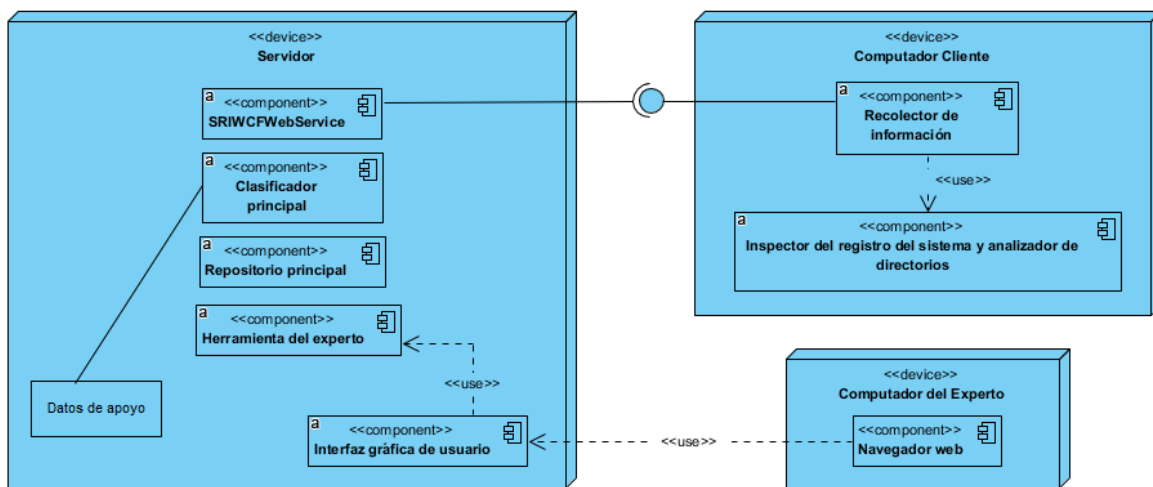 <<device>>
Servidor
a
<<component>>
SRIWCFWebService
a
<<component>>
Clasificador
principal
a
<<component>>
Repositorio principal
a
<<component>>
Herramienta del experto
<<use>>
Datos de apoyo
a
<<component>>
Interfaz gráfica de usuario
<<device>>
Computador Cliente
a
<<component>>
Recolector de
información
<<use>>
a
<<component>>
Inspector del registro del sistema y analizador de
directorios
<<use>>
<<device>>
Computador del Experto
<<component>>
Navegador web